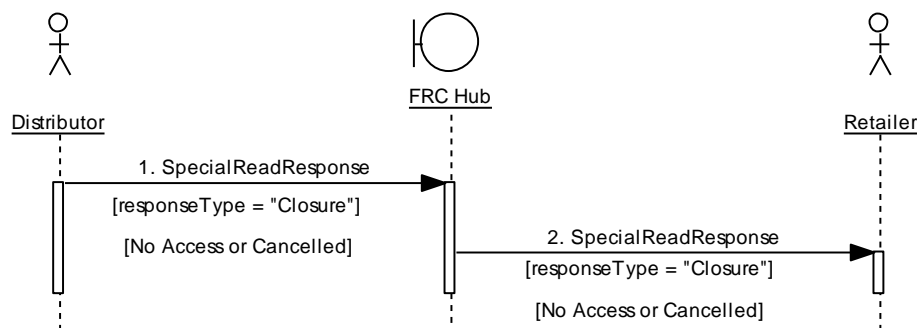 FRC Hub
Distributor
Retailer
1. SpecialReadResponse
[responseType = "Closure"]
[No Access or Cancelled]
2. SpecialReadResponse
[responseType = "Closure"]
[No Access or Cancelled]